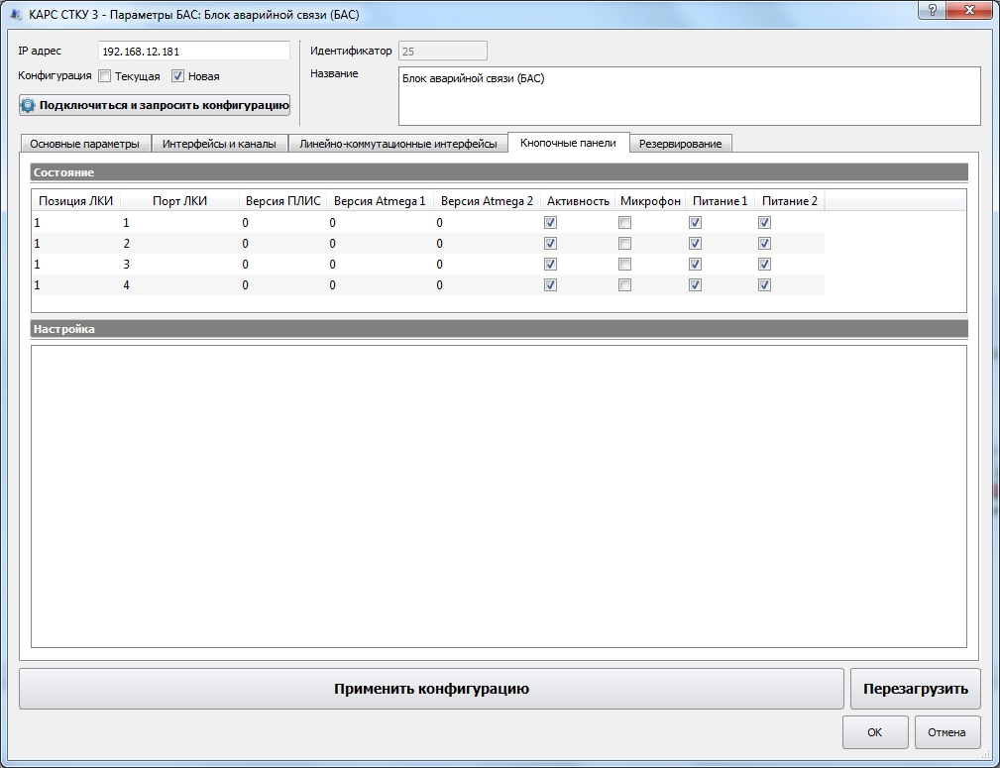 КАРС СТКУ 3 - Параметры БАС: Блок аварийной связи (БАС)
IP адрес 192.168.12.181 Идентификатор 25
Конфигурация Текущая Новая Название Блок аварийной связи (БАС)
Подключиться и запросить конфигурацию
Основные параметры Интерфейсы и каналы Линейно-коммутационные интерфейсы Кнопочные панели Резервирование
Состояние
Позиция ЛКИ Порт ЛКИ Версия ПЛИС Версия Atmega 1 Версия Atmega 2 Активность Микрофон Питание 1 Питание 2
1 1 0 0 0
1 2 0 0 0
1 3 0 0 0
1 4 0 0 0
Настройка
Применить конфигурацию Перезагрузить
OK Отмена